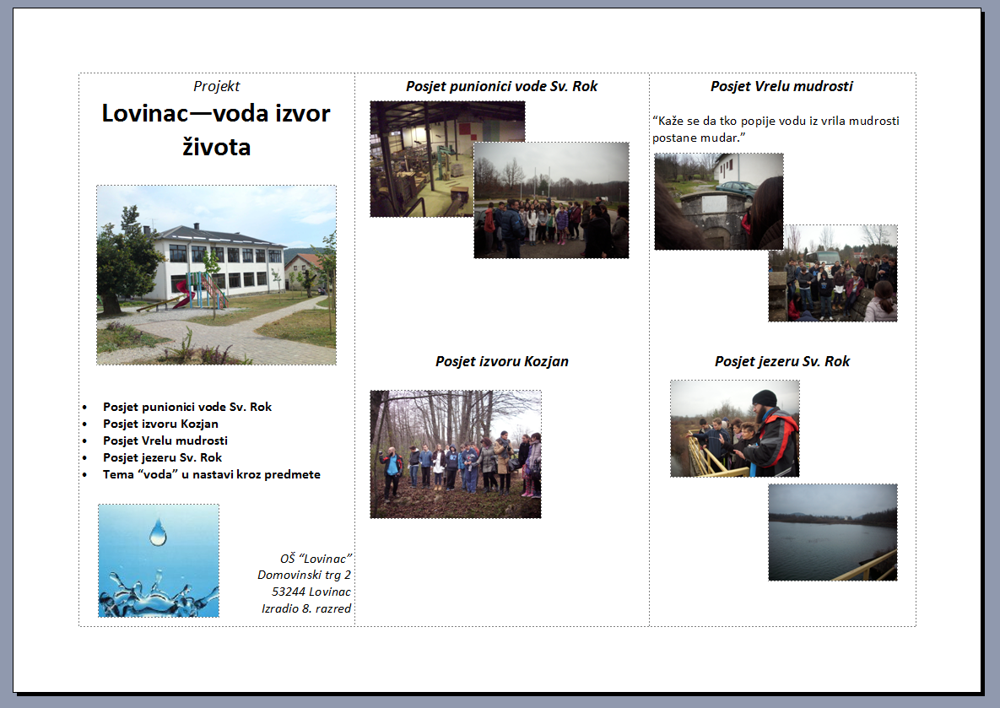 Projekt
Lovinac—voda izvor
života
• Posjet punionici vode Sv. Rok
• Posjet izvoru Kozjan
• Posjet Vrelu mudrosti
• Posjet jezeru Sv. Rok
• Tema “voda” u nastavi kroz predmete
OŠ “Lovinac”
Domovinski trg 2
53244 Lovinac
Izradio 8. razred
Posjet punionici vode Sv. Rok
Posjet izvoru Kozjan
Posjet Vrelu mudrosti
“Kaže se da tko popije vodu iz vrila mudrosti
postane mudar.”
Posjet jezeru Sv. Rok